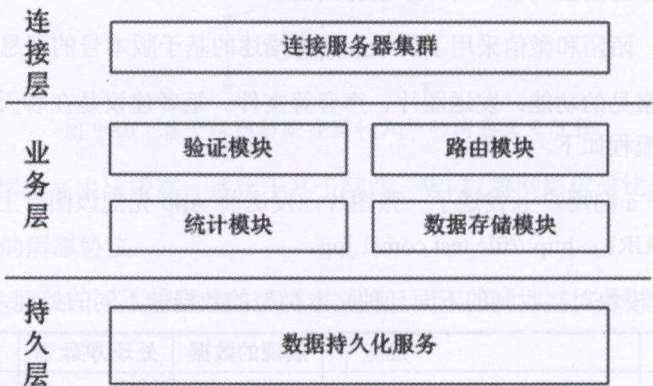 连接层
连接服务器集群
业务层
验证模块
路由模块
统计模块
数据存储模块
持久层
数据持久化服务